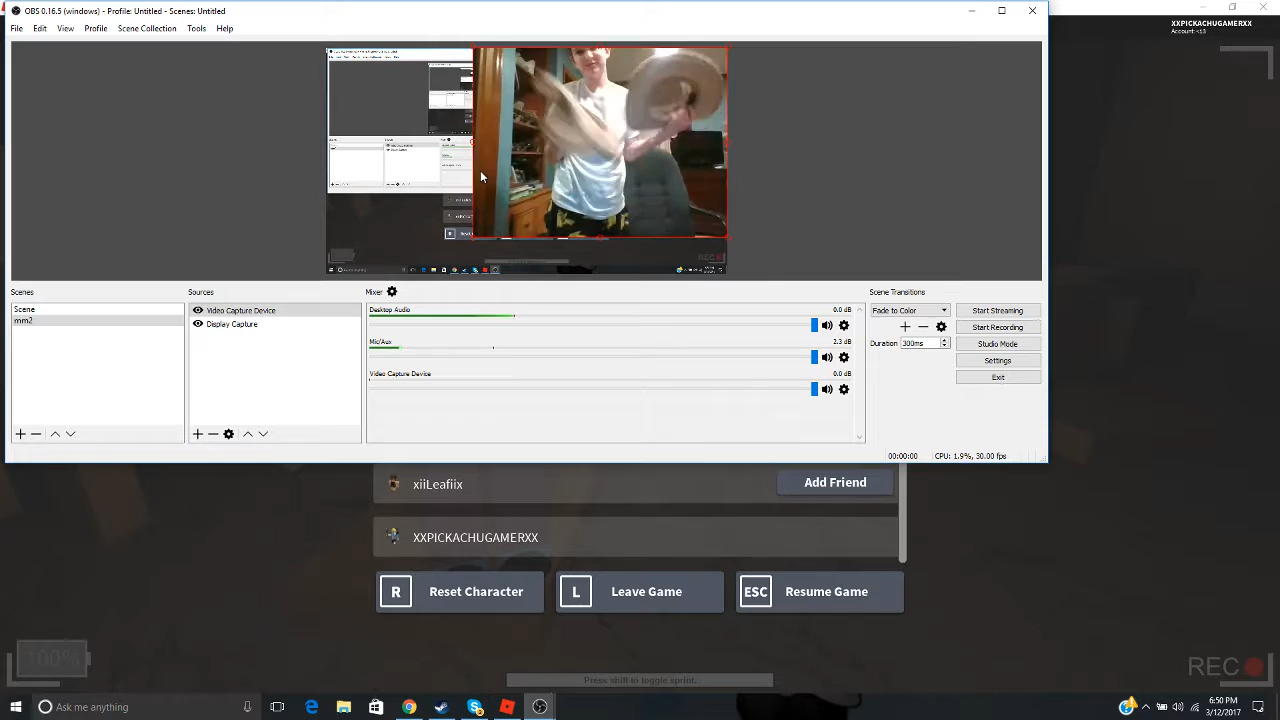 OBS 0.16.5 (windows) - Profile: Untitled - Scenes: Untitled
File Edit View Profile Scene Collection Tools Help
XXPICKACHUGAMERXX
Account: <13
Scenes
Scene
mm2
Sources
Video Capture Device
Display Capture
Mixer
Desktop Audio 0.0 dB
Mic/Aux 2.3 dB
Video Capture Device 0.0 dB
Scene Transitions
Fade to Color
Duration 300ms
Start Streaming
Start Recording
Studio Mode
Settings
Exit
00:00:00 CPU: 1.9%, 30.00 fps
xiiLeafiix Add Friend
XXPICKACHUGAMERXX
R Reset Character L Leave Game ESC Resume Game
100%
REC
Press shift to toggle sprint.
Ask me anything
6:50 PM
3/12/2017